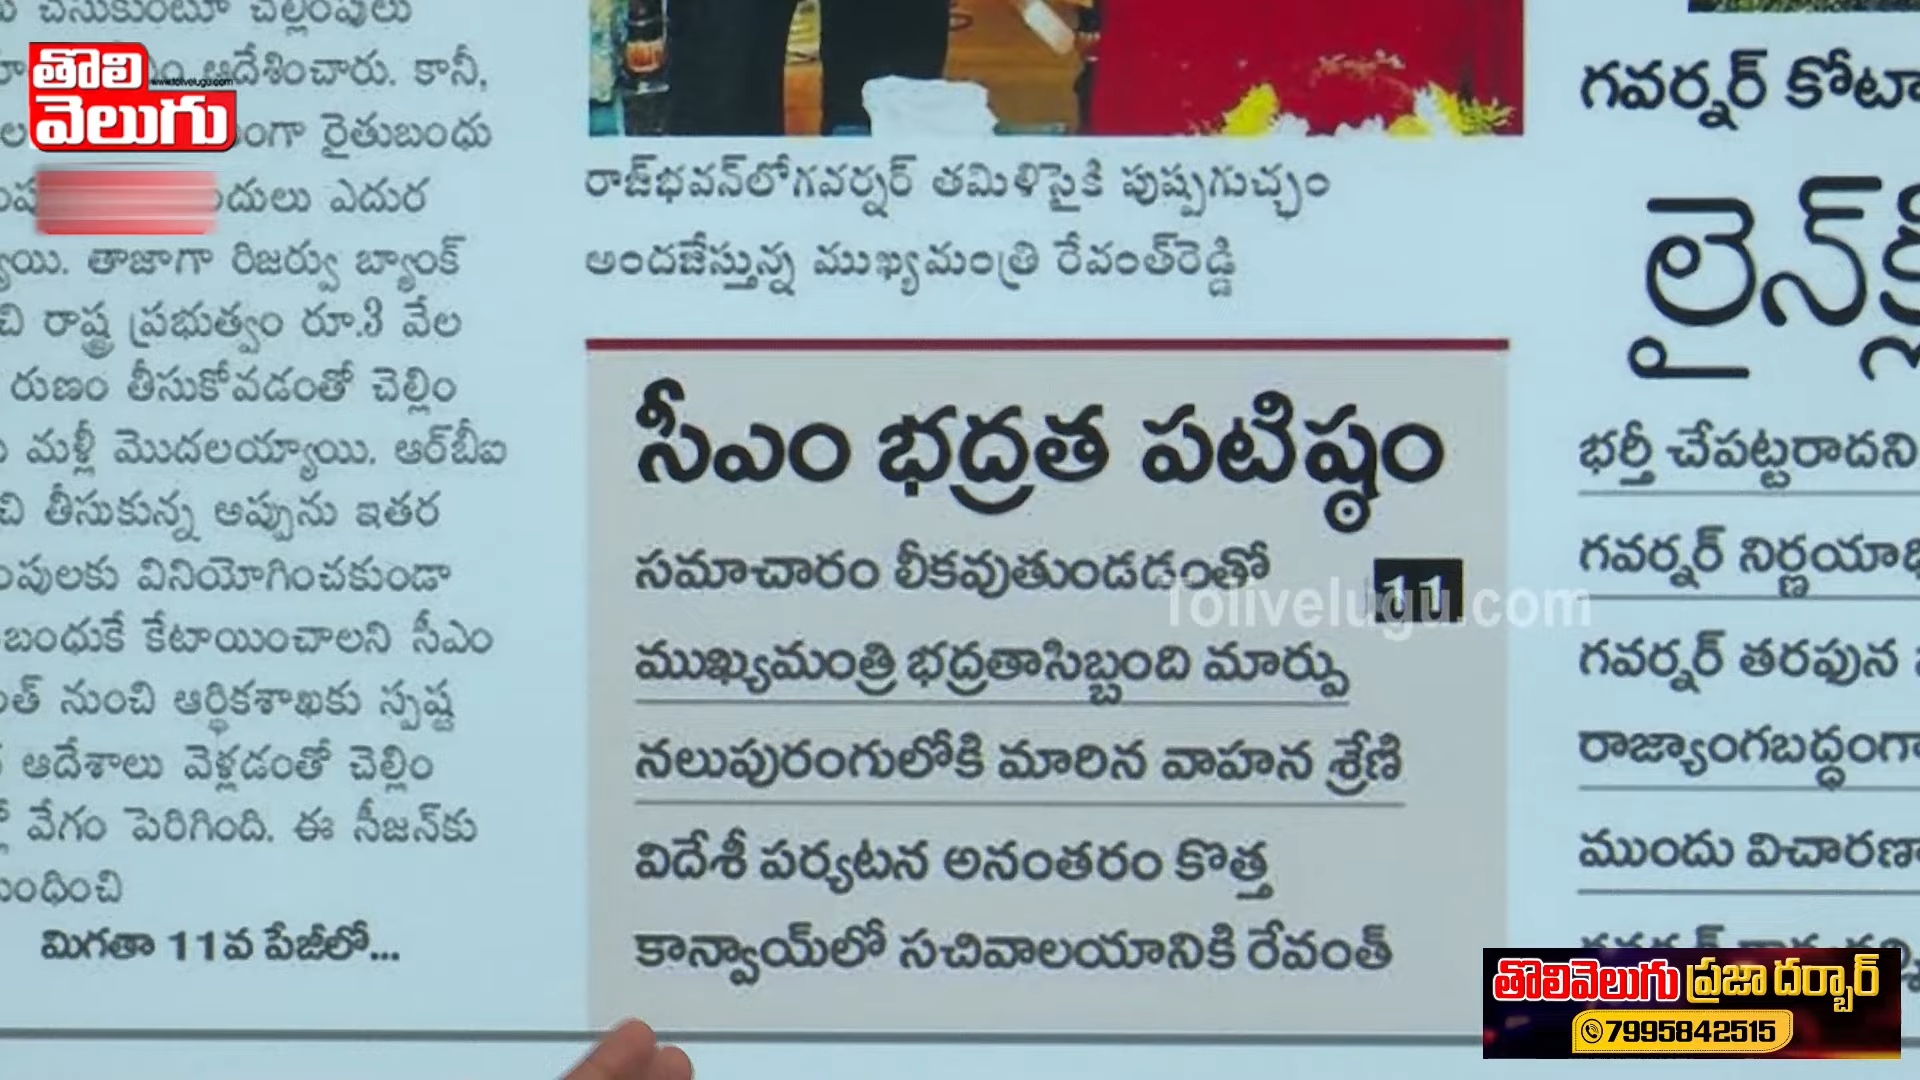 చేసుకుంటూ చెల్లింపులు
ఆదేశించారు. కానీ,
రైతుబంధు
ఎదుర
తాజాగా రిజర్వు బ్యాంక్
రాష్ట్ర ప్రభుత్వం రూ.3 వేల
రుణం తీసుకోవడంతో చెల్లిం
మళ్లీ మొదలయ్యాయి. ఆర్‌బీఐ
తీసుకున్న అప్పును ఇతర
వినియోగించకుండా
కేటాయించాలని సీఎం
నుంచి ఆర్థికశాఖకు స్పష్ట
ఆదేశాలు వెళ్లడంతో చెల్లిం
వేగం పెరిగింది. ఈ సీజన్‌కు
మిగతా 11వ పేజీలో...
తొలి
వెలుగు
www.tolivelugu.com
రాజ్‌భవన్‌లో గవర్నర్ తమిళిసైకి పుష్పగుచ్ఛం
అందజేస్తున్న ముఖ్యమంత్రి రేవంత్‌రెడ్డి
సీఎం భద్రత పటిష్ఠం
సమాచారం లీకవుతుండడంతో 11
ముఖ్యమంత్రి భద్రతాసిబ్బంది మార్పు
నలుపురంగులోకి మారిన వాహన శ్రేణి
విదేశీ పర్యటన అనంతరం కొత్త
కాన్వాయ్‌లో సచివాలయానికి రేవంత్
Tolivelugu.com
గవర్నర్ కోటా
లైన్‌క్లి
భర్తీ చేపట్టరాదని
గవర్నర్ నిర్ణయాధి
గవర్నర్ తరఫున
రాజ్యాంగబద్ధంగా
ముందు విచారణా
తొలివెలుగు ప్రజా దర్బార్
7995842515